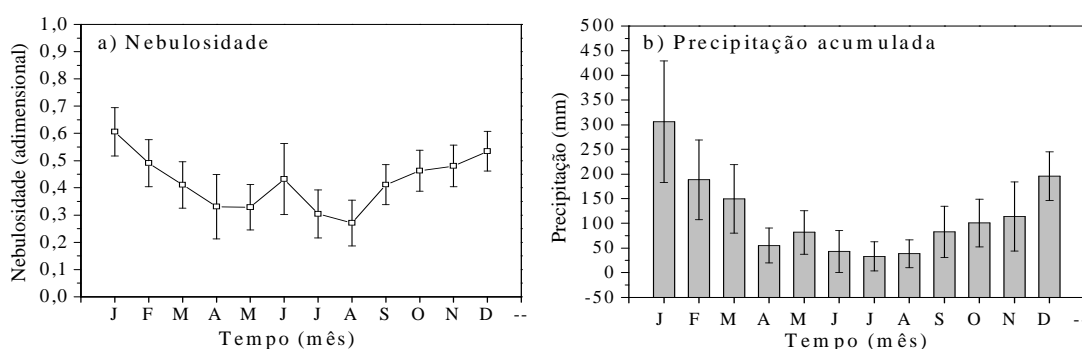 a) Nebulosidade
Nebulosidade (adimensional)
1,0
0,9
0,8
0,7
0,6
0,5
0,4
0,3
0,2
0,1
0,0
J F M A M J J A S O N D --
Tempo (mês)
b) Precipitação acumulada
Precipitação (mm)
500
450
400
350
300
250
200
150
100
50
0
-50
J F M A M J J A S O N D -
Tempo (mês)